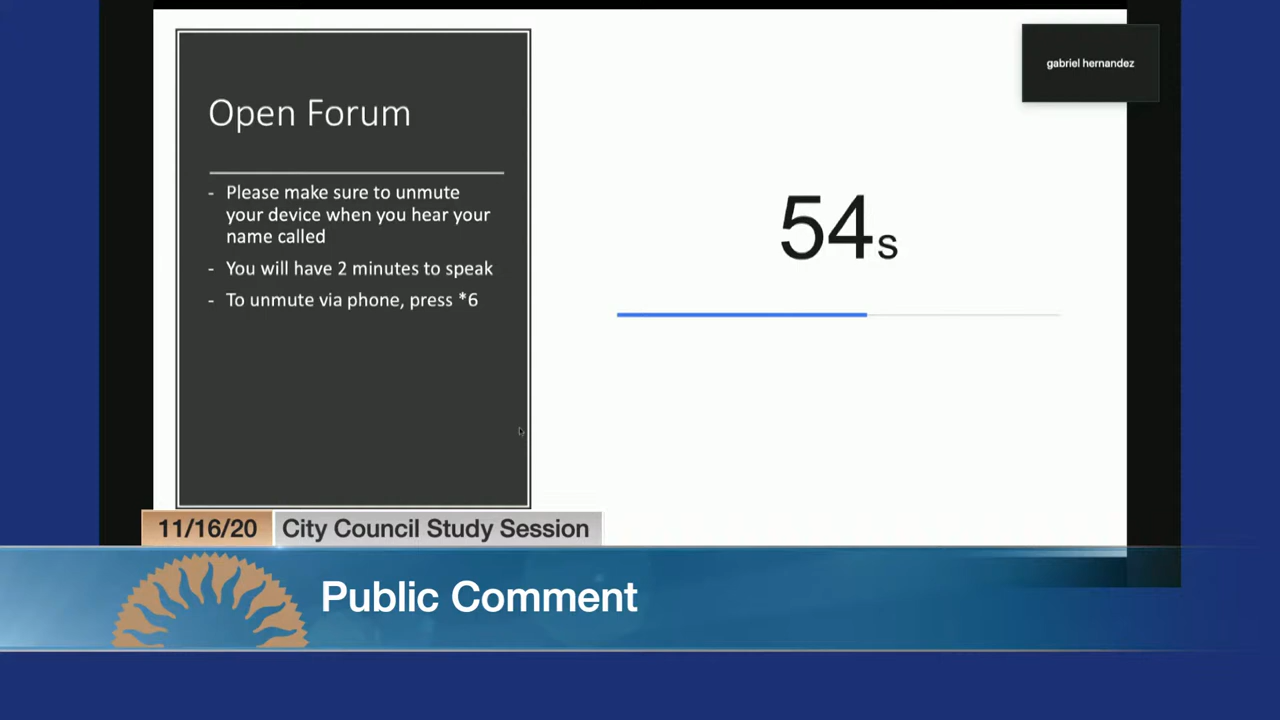 Open Forum
- Please make sure to unmute
your device when you hear your
name called
- You will have 2 minutes to speak
- To unmute via phone, press *6
54s
gabriel hernandez
11/16/20 City Council Study Session
Public Comment